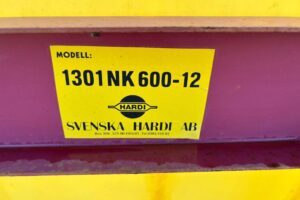 MODELL:
1301 NK 600-12
HARDI
SVENSKA HARDI AB